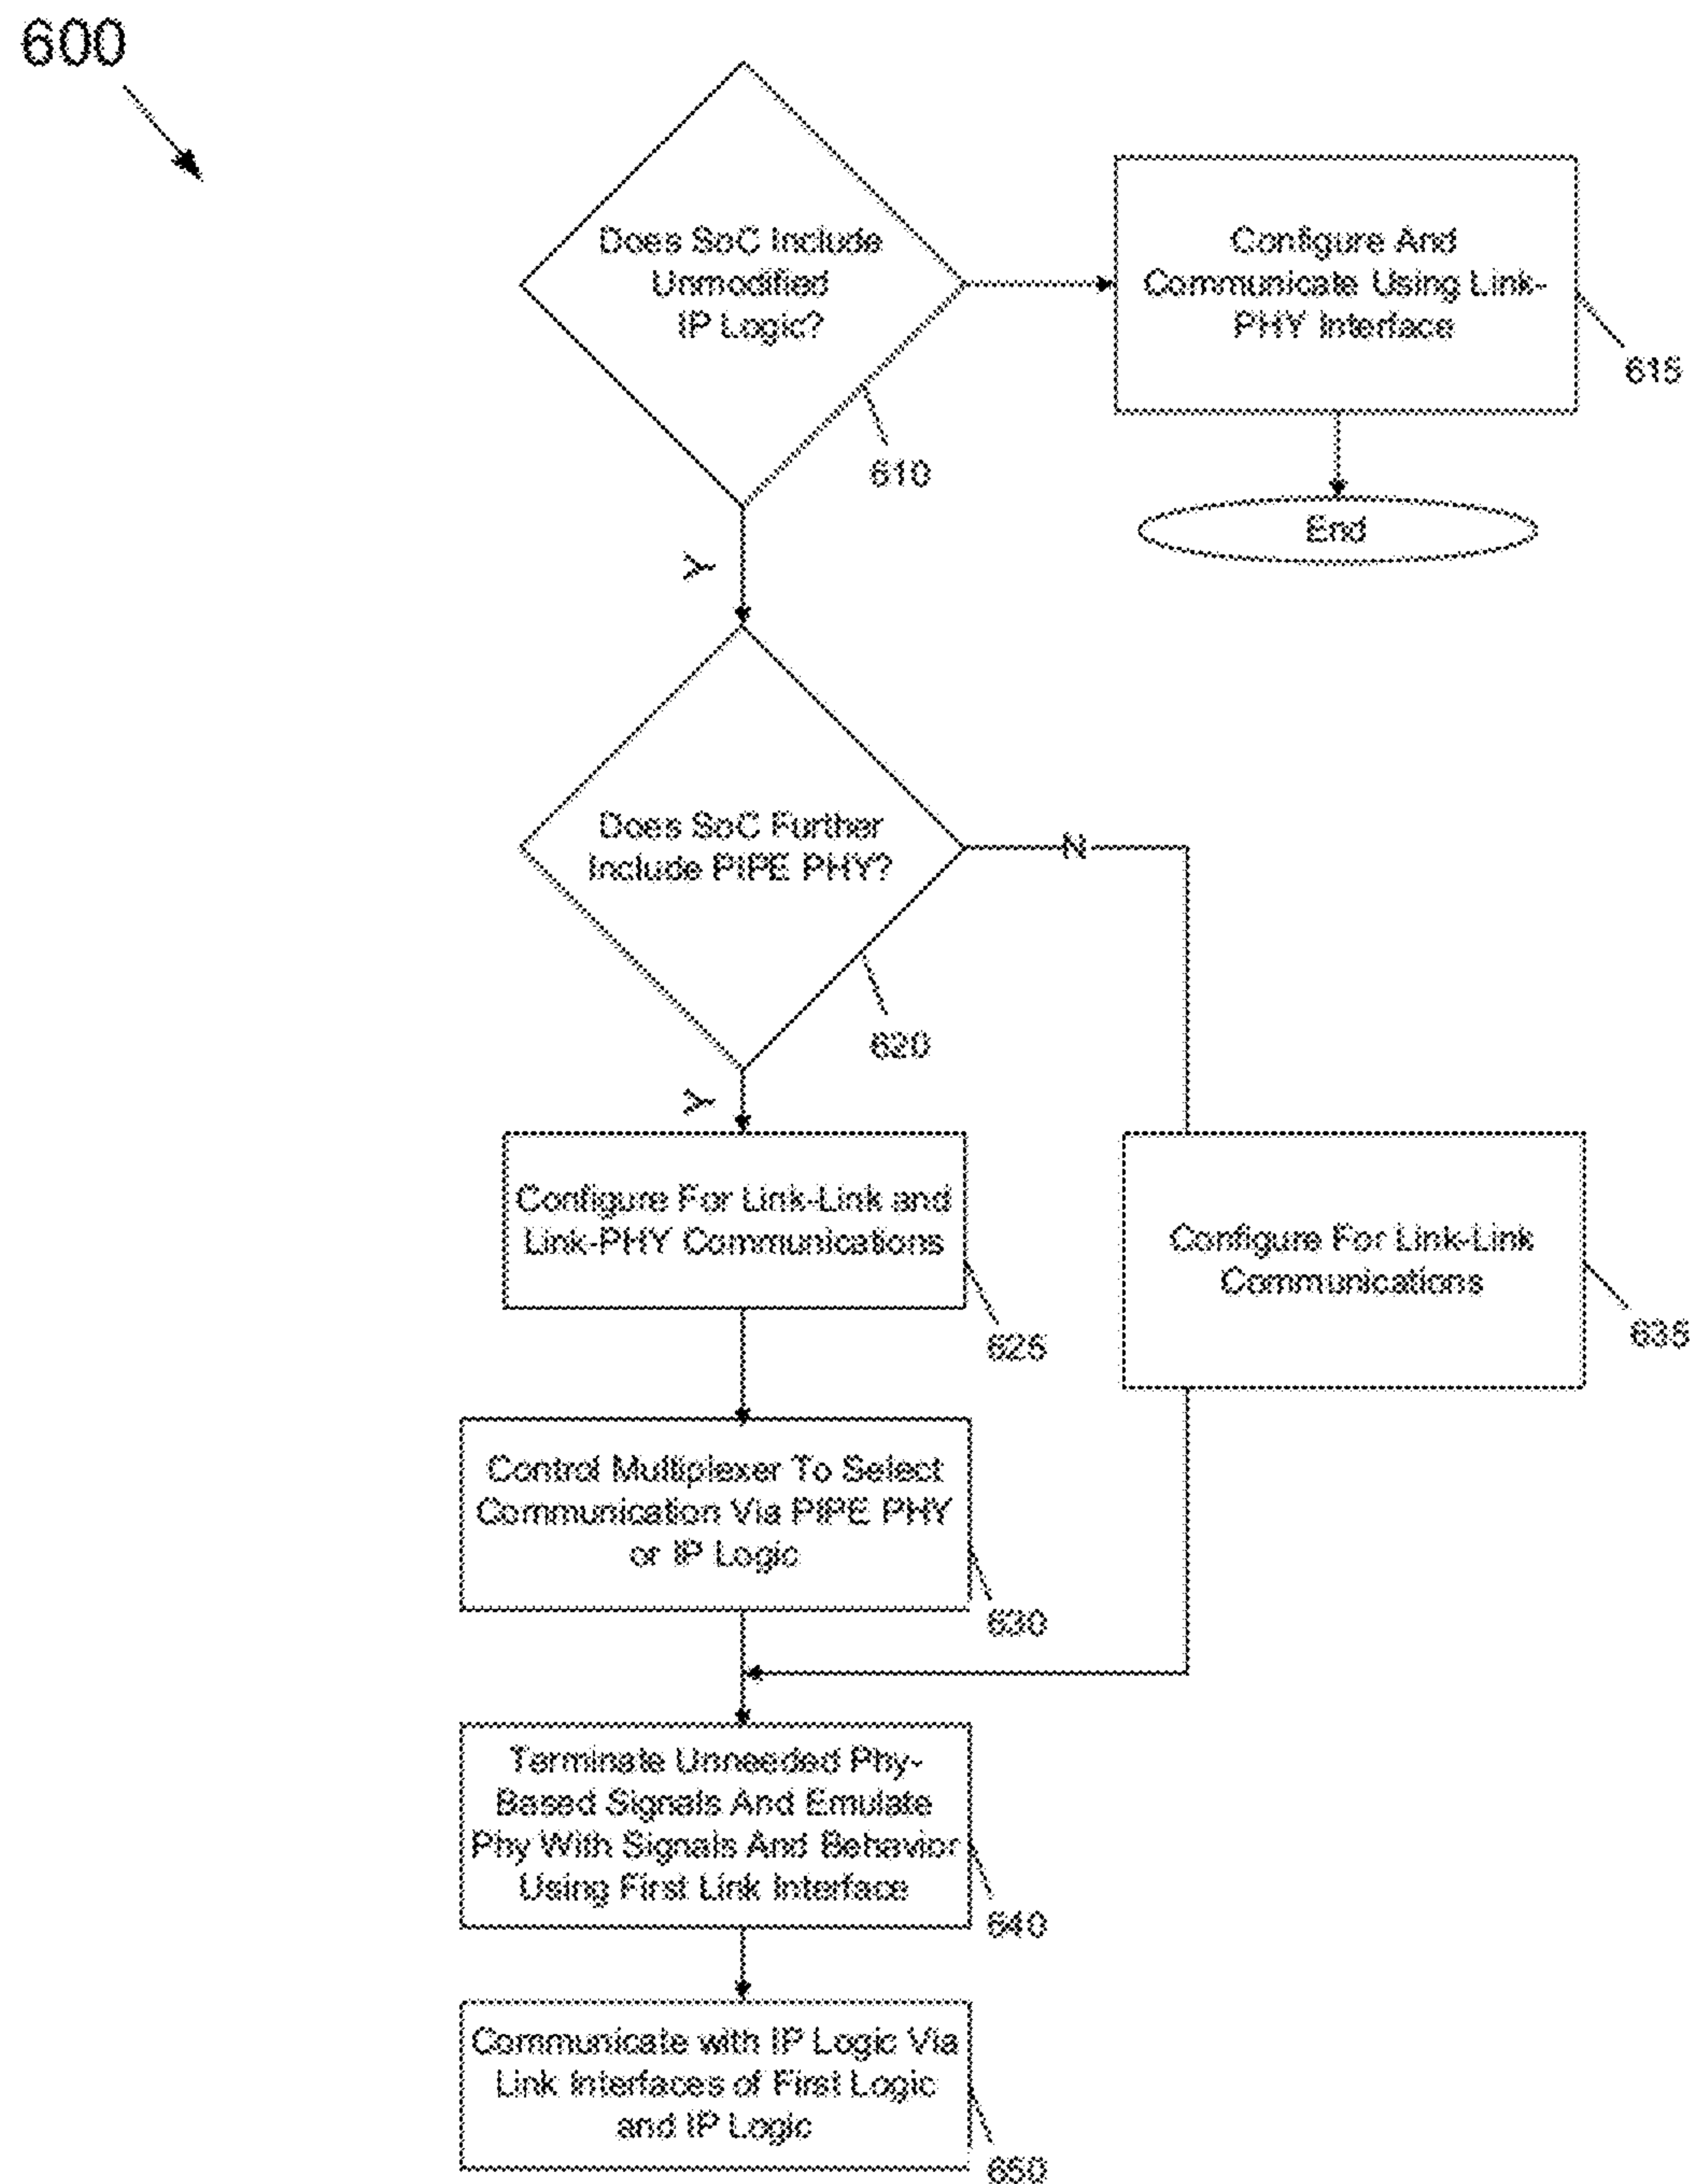 600
Does SoC Include
Unmodified
IP Logic?
610
Configure And
Communicate Using Link-
PHY Interface
615
End
Y
Does SoC Further
Include PIPE PHY?
620
N
Y
Configure For Link-Link and
Link-PHY Communications
625
Configure For Link-Link
Communications
635
Control Multiplexer To Select
Communication Via PIPE PHY
or IP Logic
630
Terminate Unneeded Phy-
Based Signals And Emulate
Phy With Signals And Behavior
Using First Link Interface
640
Communicate with IP Logic Via
Link Interfaces of First Logic
and IP Logic
650